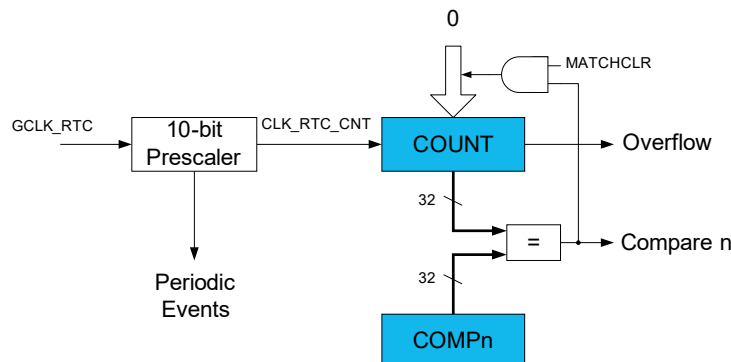 0
MATCHCLR
GCLK_RTC
10-bit
Prescaler
CLK_RTC_CNT
COUNT
Overflow
32
=
Compare n
Periodic
Events
32
COMPn